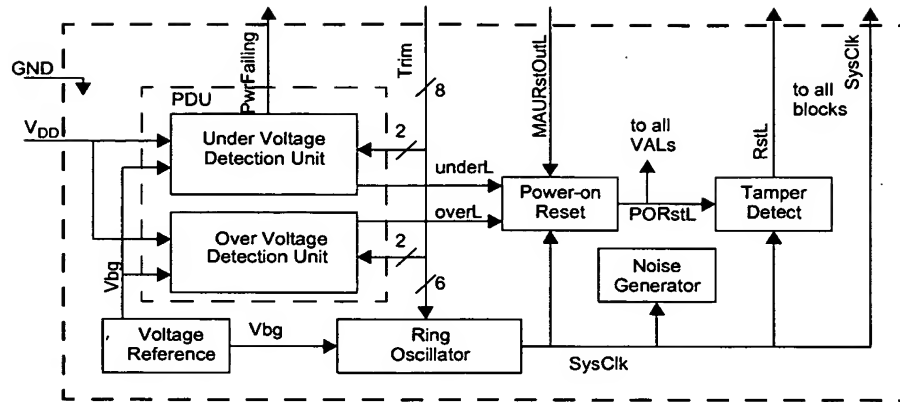 GND
V_DD
PwrFailing
Trim
8
MAURstOutL
RstL
to all
blocks
SysClk
PDU
Under Voltage
Detection Unit
2
underL
to all
VALs
Power-on
Reset
PORstL
Tamper
Detect
overL
Over Voltage
Detection Unit
2
6
Noise
Generator
Vbg
Voltage
Reference
Vbg
Ring
Oscillator
SysClk